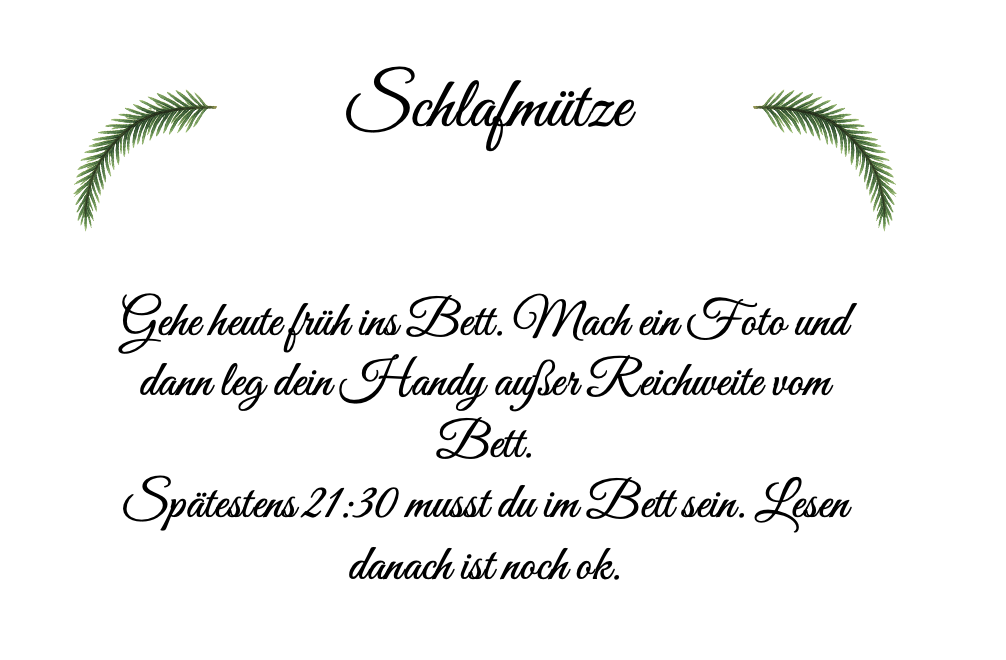 Schlafmütze
Gehe heute früh ins Bett. Mach ein Foto und
dann leg dein Handy außer Reichweite vom
Bett.
Spätestens 21:30 musst du im Bett sein. Lesen
danach ist noch ok.